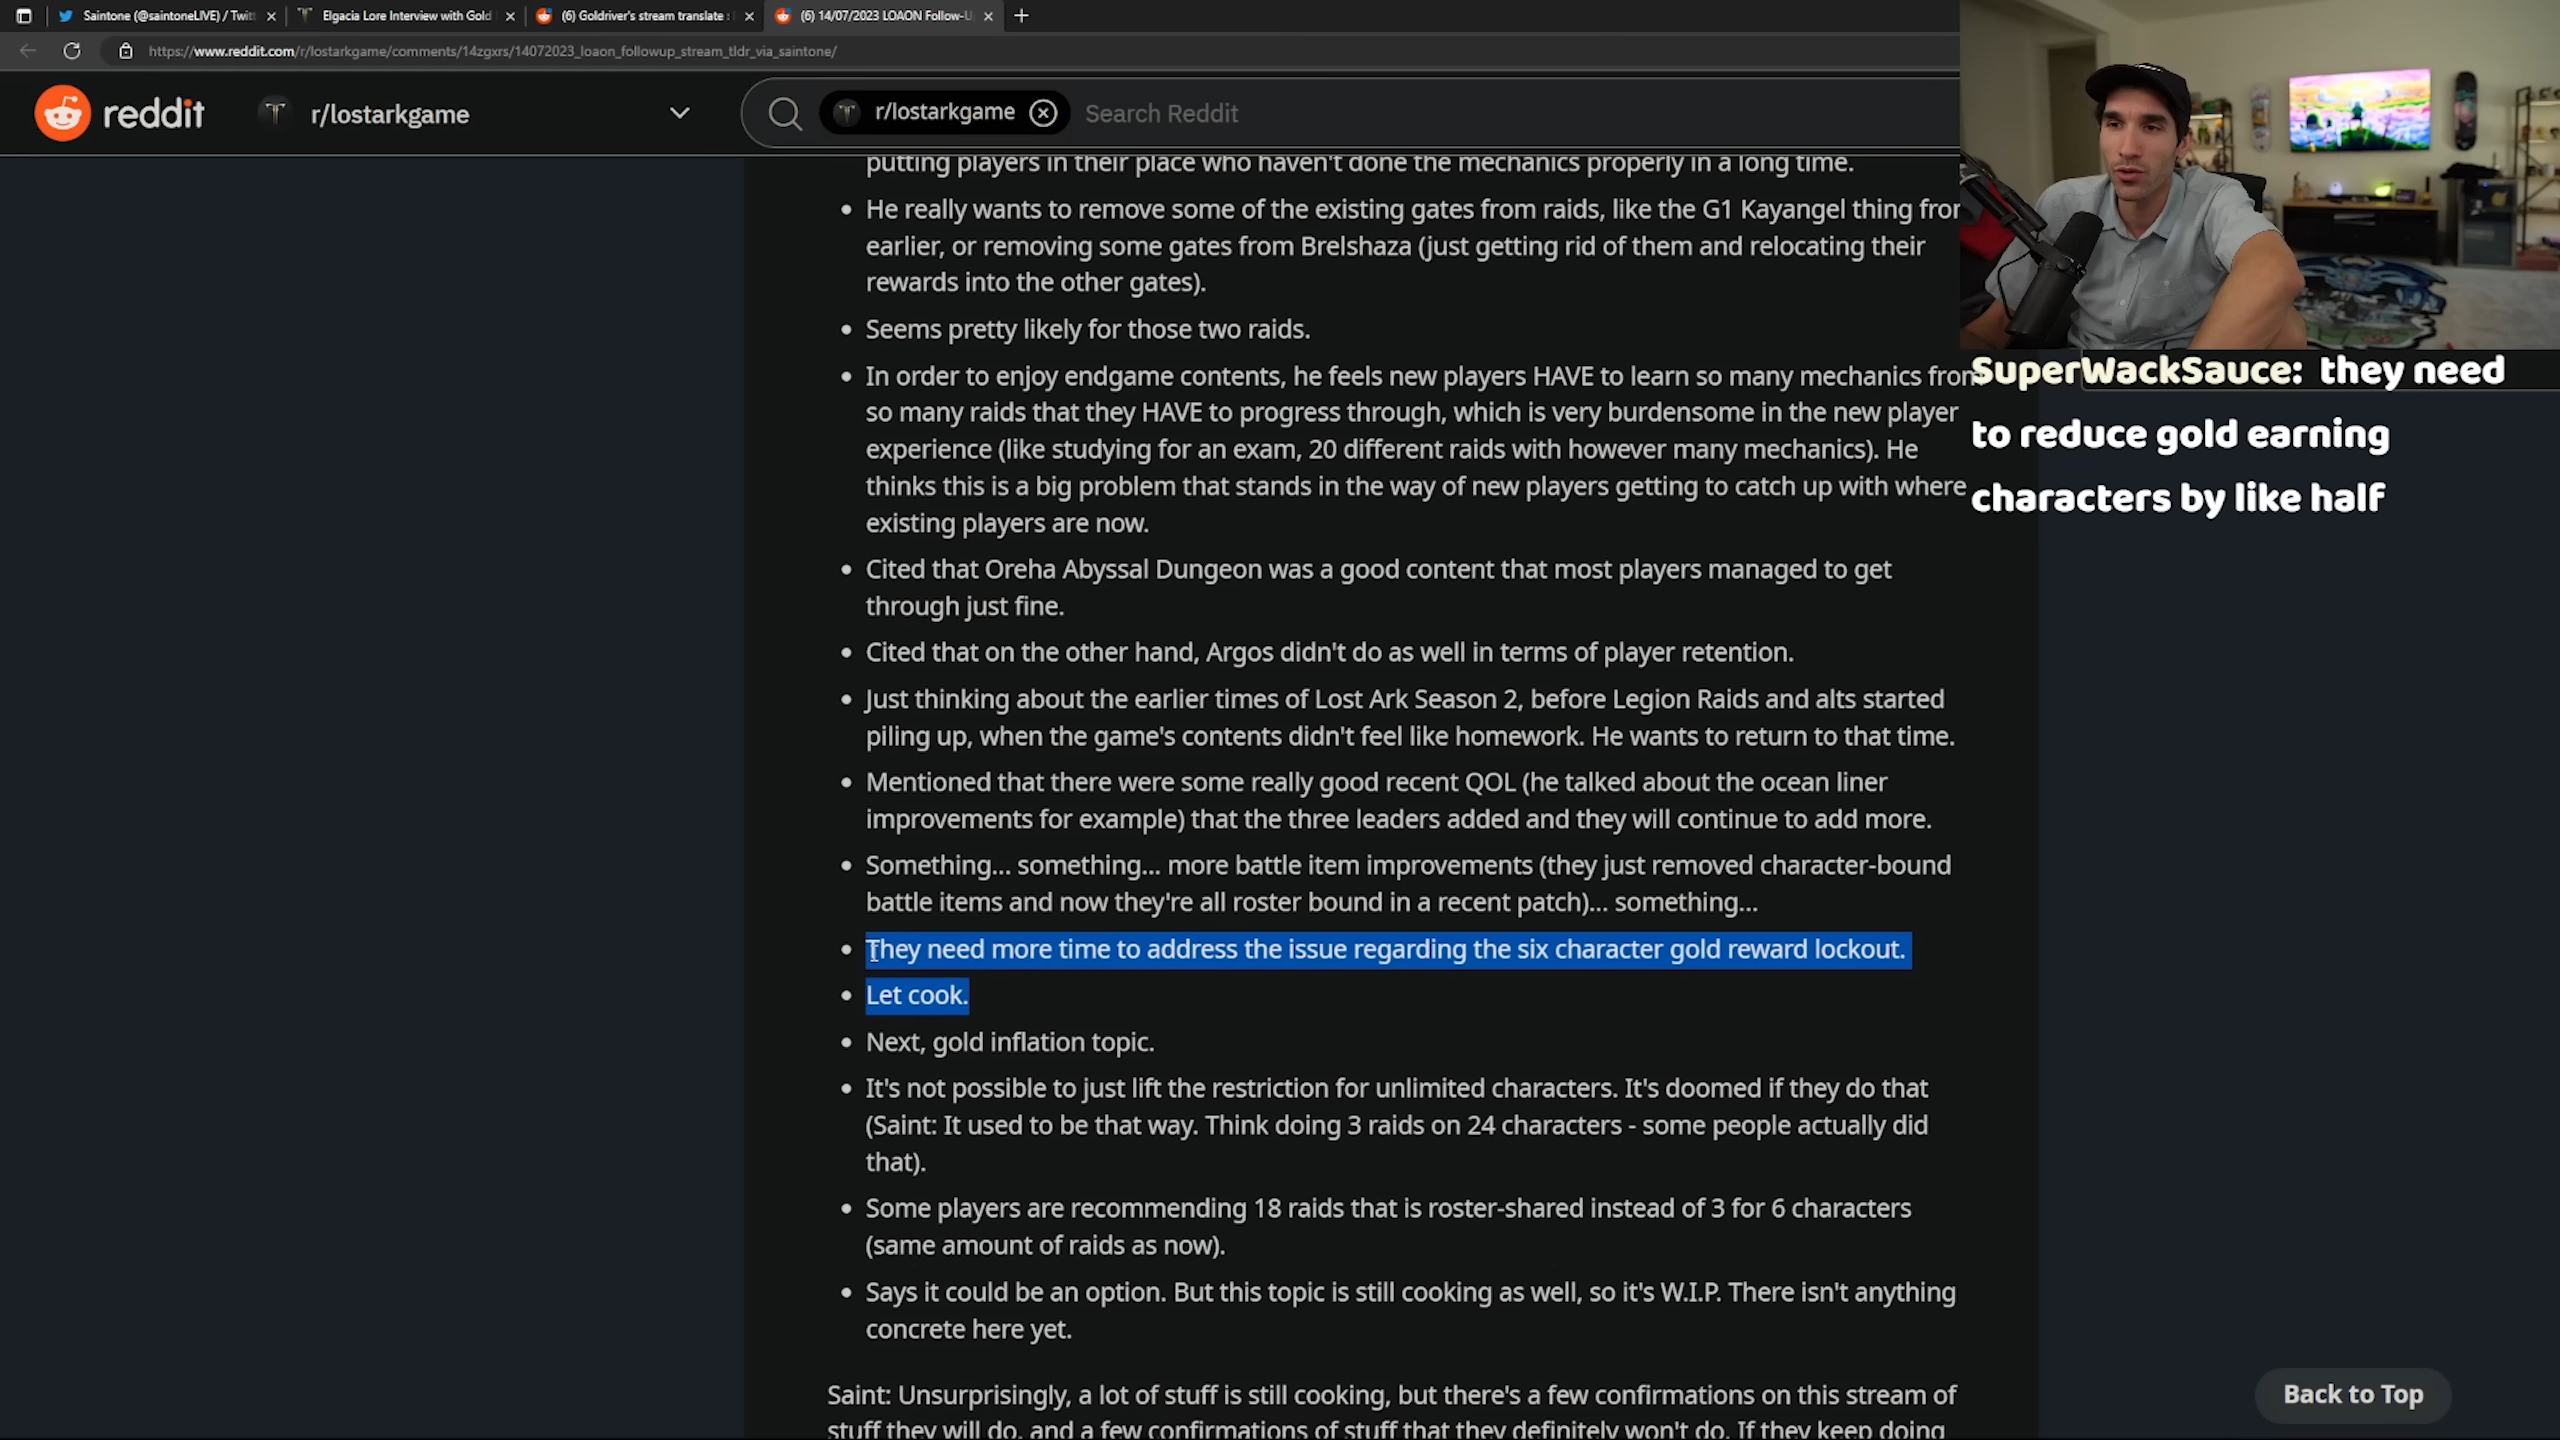 Saintone (@saintoneLIVE) / Twitt
Elgacia Lore Interview with Gold
(6) Goldriver's stream translate :
(6) 14/07/2023 LOAON Follow-U
https://www.reddit.com/r/lostarkgame/comments/14zgxrs/14072023_loaon_followup_stream_tldr_via_saintone/
reddit r/lostarkgame r/lostarkgame Search Reddit
putting players in their place who haven't done the mechanics properly in a long time.
• He really wants to remove some of the existing gates from raids, like the G1 Kayangel thing from
earlier, or removing some gates from Brelshaza (just getting rid of them and relocating their
rewards into the other gates).
• Seems pretty likely for those two raids.
• In order to enjoy endgame contents, he feels new players HAVE to learn so many mechanics from
so many raids that they HAVE to progress through, which is very burdensome in the new player
experience (like studying for an exam, 20 different raids with however many mechanics). He
thinks this is a big problem that stands in the way of new players getting to catch up with where
existing players are now.
• Cited that Oreha Abyssal Dungeon was a good content that most players managed to get
through just fine.
• Cited that on the other hand, Argos didn't do as well in terms of player retention.
• Just thinking about the earlier times of Lost Ark Season 2, before Legion Raids and alts started
piling up, when the game's contents didn't feel like homework. He wants to return to that time.
• Mentioned that there were some really good recent QOL (he talked about the ocean liner
improvements for example) that the three leaders added and they will continue to add more.
• Something... something... more battle item improvements (they just removed character-bound
battle items and now they're all roster bound in a recent patch)... something...
• They need more time to address the issue regarding the six character gold reward lockout.
• Let cook.
• Next, gold inflation topic.
• It's not possible to just lift the restriction for unlimited characters. It's doomed if they do that
(Saint: It used to be that way. Think doing 3 raids on 24 characters - some people actually did
that).
• Some players are recommending 18 raids that is roster-shared instead of 3 for 6 characters
(same amount of raids as now).
• Says it could be an option. But this topic is still cooking as well, so it's W.I.P. There isn't anything
concrete here yet.
Saint: Unsurprisingly, a lot of stuff is still cooking, but there's a few confirmations on this stream of
stuff they will do, and a few confirmations of stuff that they definitely won't do. If they keep doing
SuperWackSauce: they need
to reduce gold earning
characters by like half
Back to Top